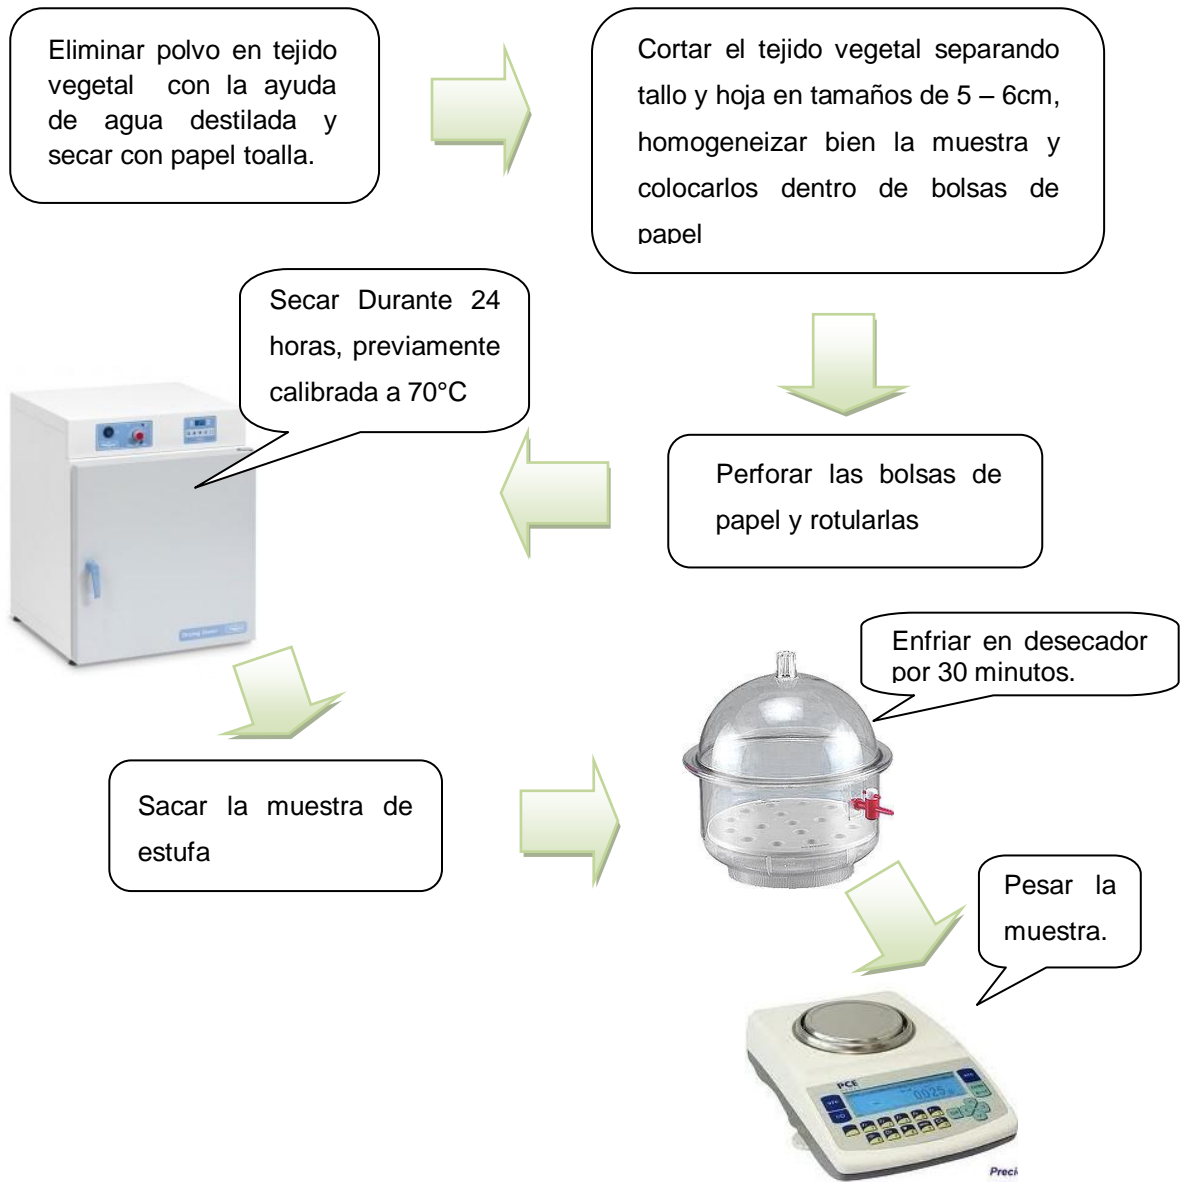 Eliminar polvo en tejido
vegetal con la ayuda
de agua destilada y
secar con papel toalla.
Cortar el tejido vegetal separando
tallo y hoja en tamaños de 5 – 6cm,
homogeneizar bien la muestra y
colocarlos dentro de bolsas de
papel
Perforar las bolsas de
papel y rotularlas
Secar Durante 24
horas, previamente
calibrada a 70°C
Sacar la muestra de
estufa
Enfriar en desecador
por 30 minutos.
Pesar la
muestra.
PCE